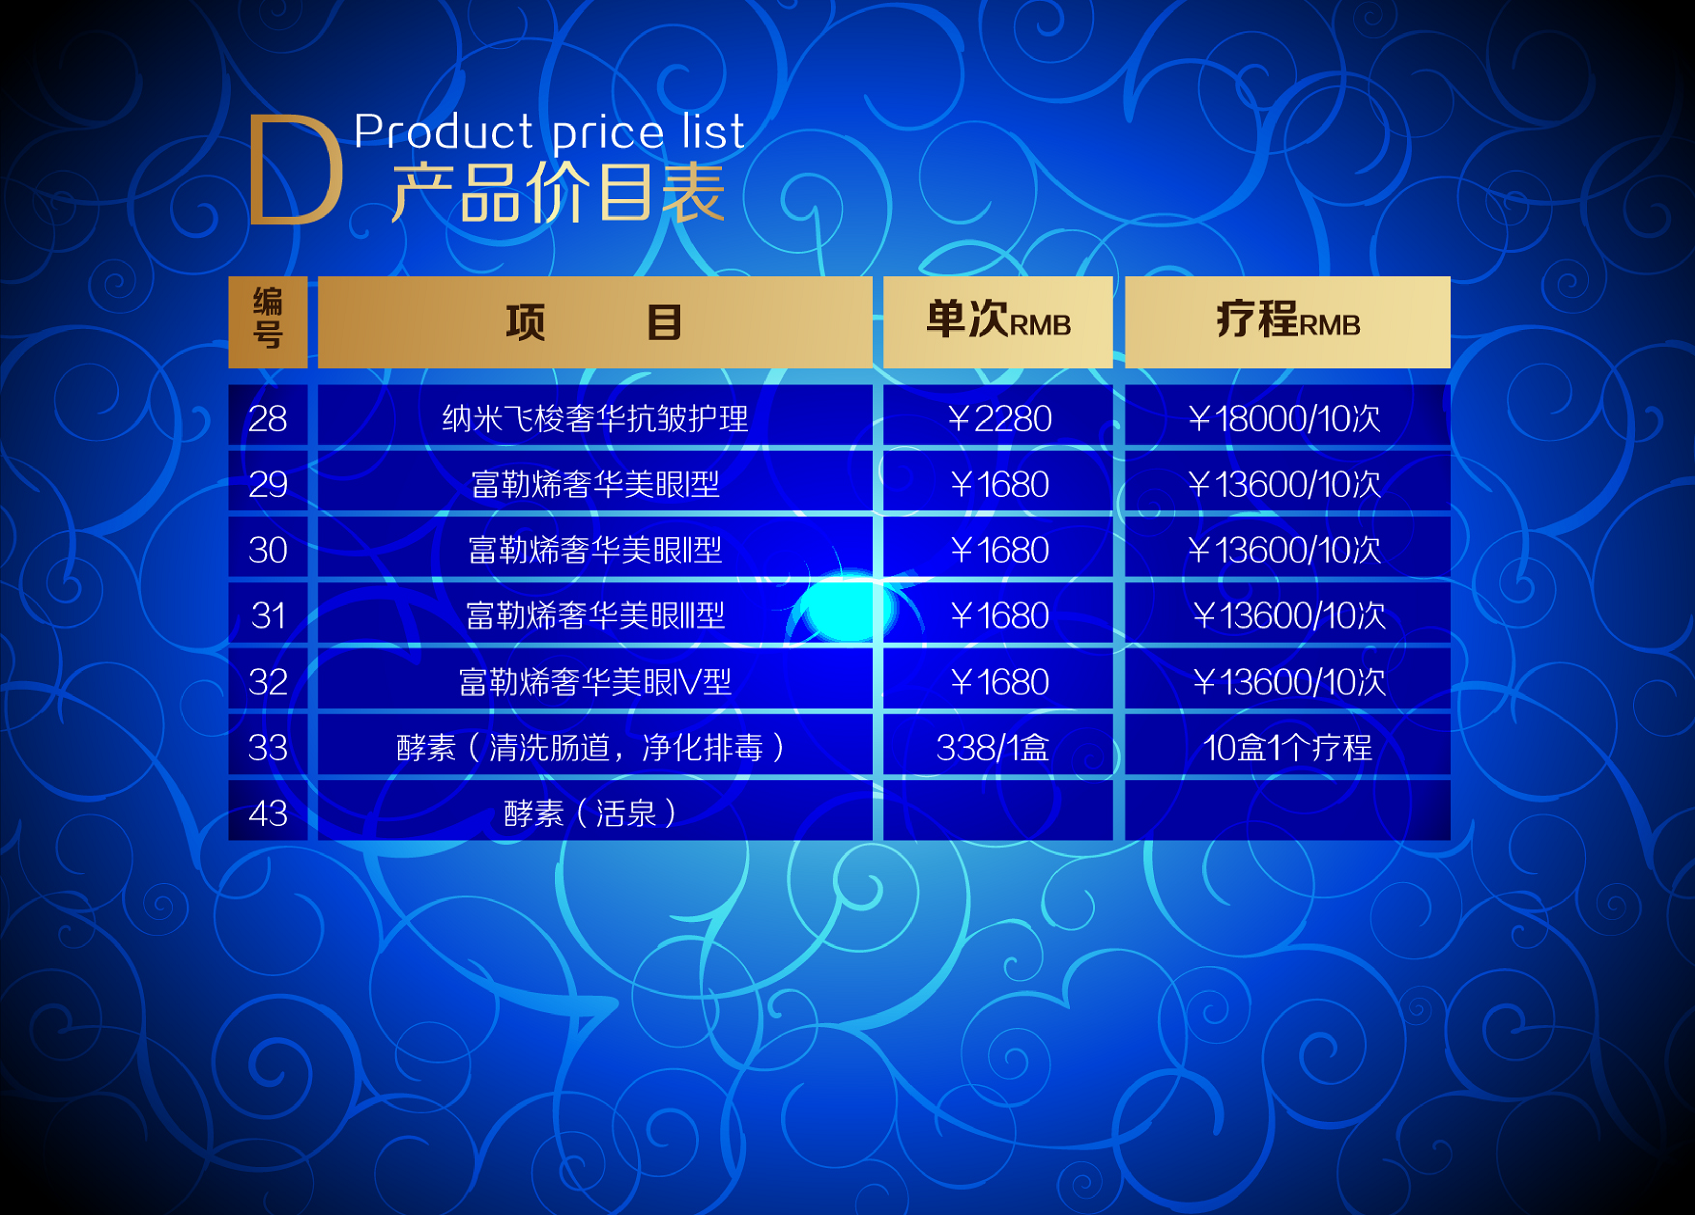 D
Product price list
产品价目表
编号 项 目 单次RMB 疗程RMB
28 纳米飞梭奢华抗皱护理 ￥2280 ￥18000/10次
29 富勒烯奢华美眼I型 ￥1680 ￥13600/10次
30 富勒烯奢华美眼II型 ￥1680 ￥13600/10次
31 富勒烯奢华美眼III型 ￥1680 ￥13600/10次
32 富勒烯奢华美眼IV型 ￥1680 ￥13600/10次
33 酵素（清洗肠道，净化排毒） 338/1盒 10盒1个疗程
43 酵素（活泉）